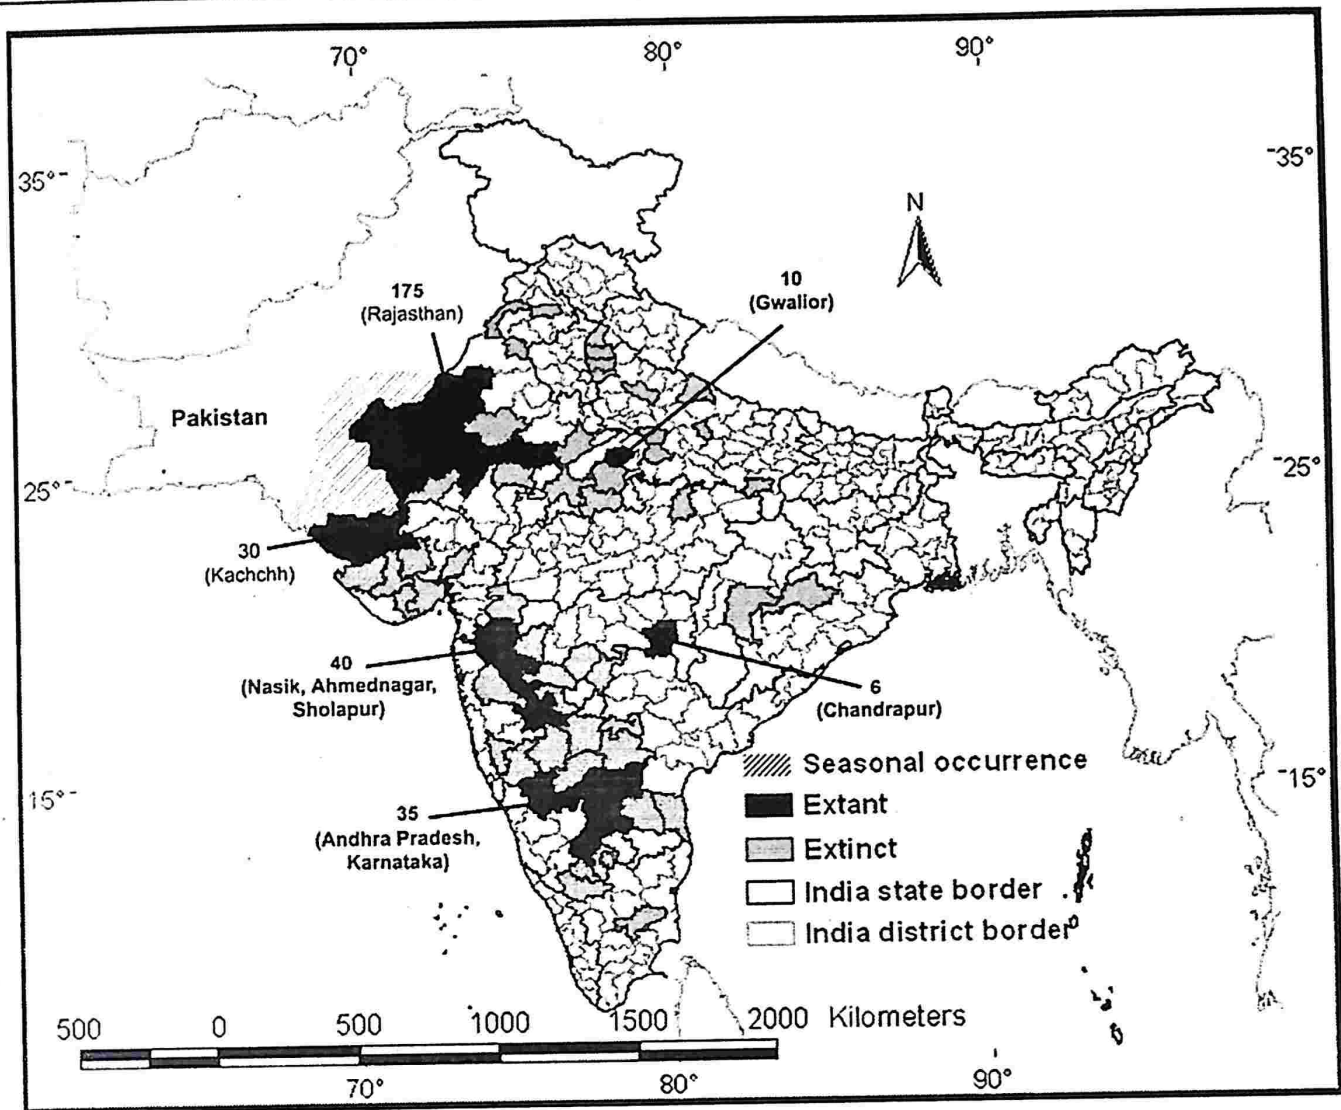 70°
80°
90°
35°
35°
N
175
(Rajasthan)
10
(Gwalior)
Pakistan
25°
25°
30
(Kachchh)
40
(Nasik, Ahmednagar,
Sholapur)
6
(Chandrapur)
Seasonal occurrence
15°
15°
Extant
35
(Andhra Pradesh,
Karnataka)
Extinct
India state border
India district border
500 0 500 1000 1500 2000 Kilometers
70°
80°
90°